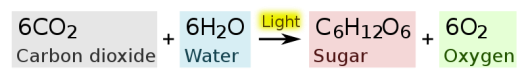 6CO₂ + 6H₂O Light → C₆H₁₂O₆ + 6O₂
Carbon dioxide Water Sugar Oxygen